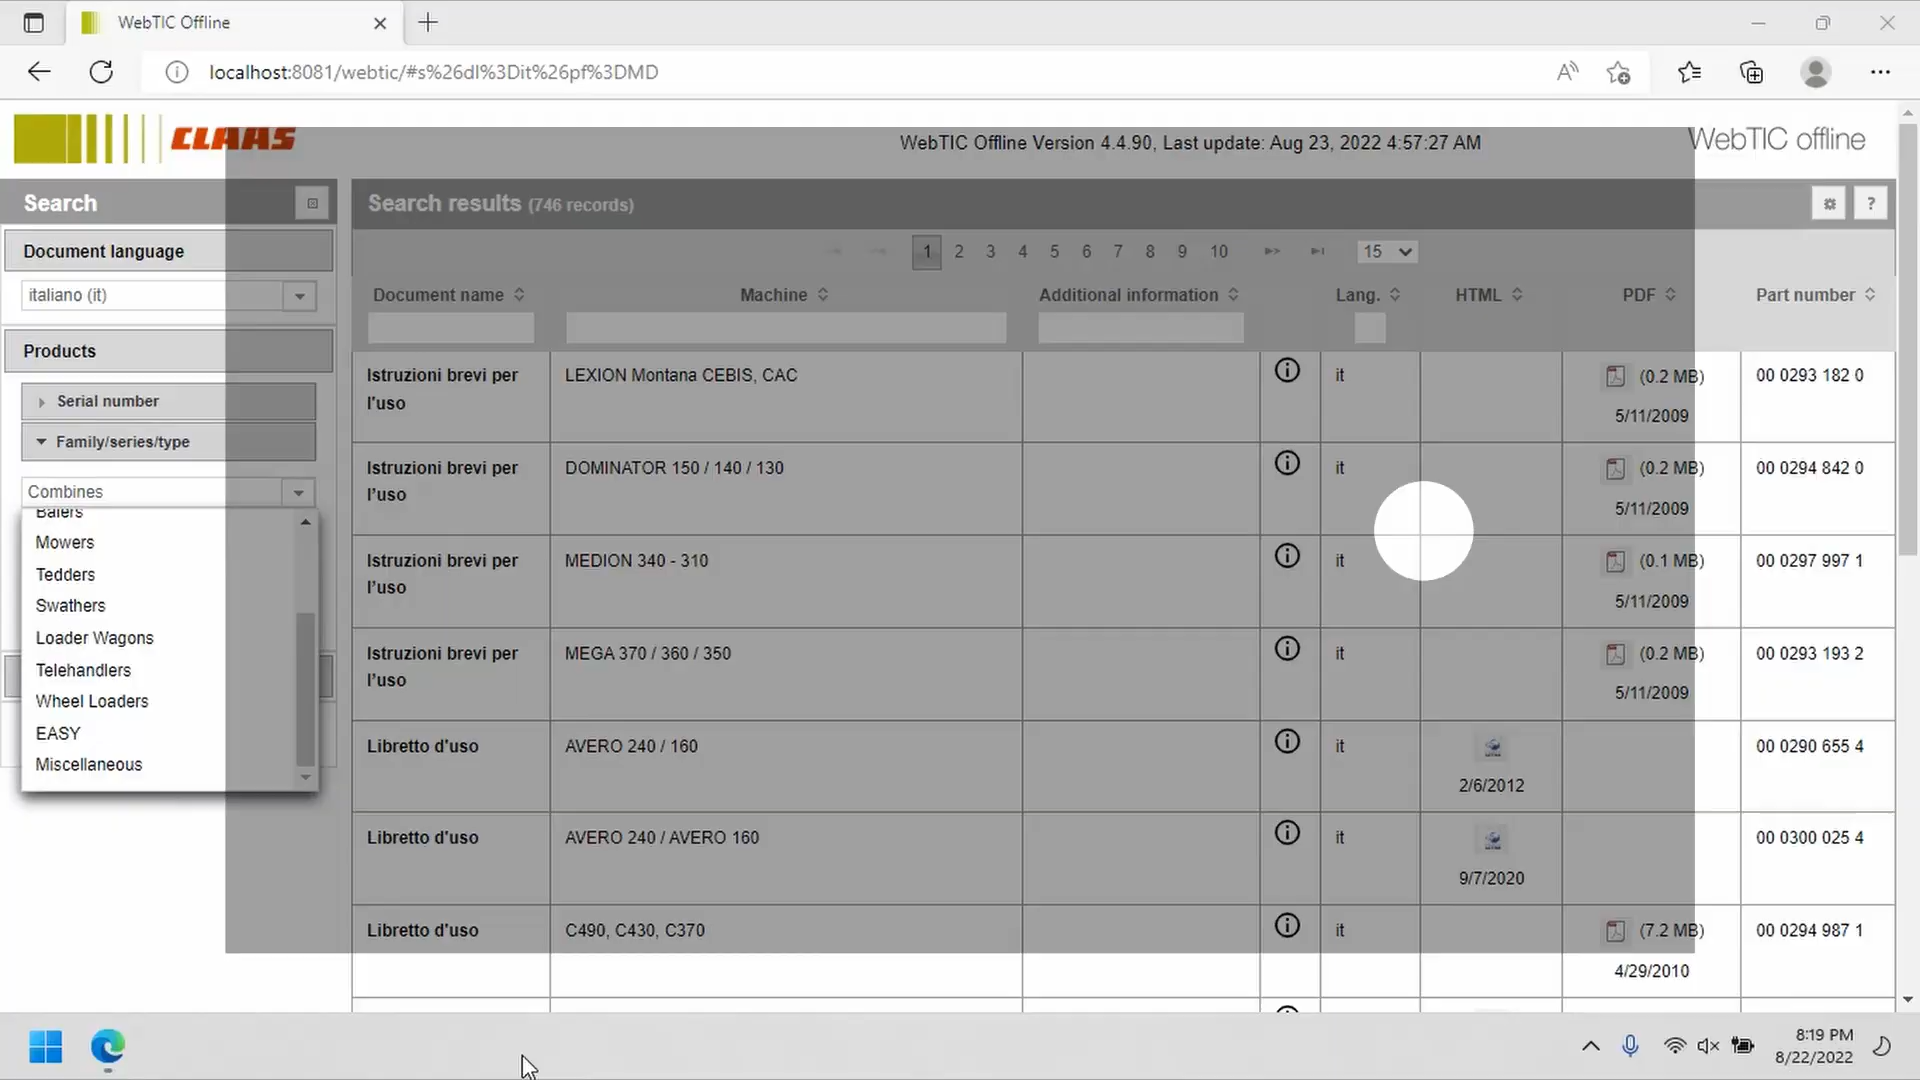 WebTIC Offline
localhost:8081/webtic/#s%26dl%3Dit%26pf%3DMD
CLAAS
WebTIC Offline Version 4.4.90, Last update: Aug 23, 2022 4:57:27 AM
WebTIC offline
Search
Search results (746 records)
?
Document language
italiano (it)
Products
Serial number
Family/series/type
Combines
Balers
Mowers
Tedders
Swathers
Loader Wagons
Telehandlers
Wheel Loaders
EASY
Miscellaneous
1 2 3 4 5 6 7 8 9 10 15
Document name Machine Additional information Lang. HTML PDF Part number
Istruzioni brevi per l'uso LEXION Montana CEBIS, CAC it (0.2 MB) 5/11/2009 00 0293 182 0
Istruzioni brevi per l'uso DOMINATOR 150 / 140 / 130 it (0.2 MB) 5/11/2009 00 0294 842 0
Istruzioni brevi per l'uso MEDION 340 - 310 it (0.1 MB) 5/11/2009 00 0297 997 1
Istruzioni brevi per l'uso MEGA 370 / 360 / 350 it (0.2 MB) 5/11/2009 00 0293 193 2
Libretto d'uso AVERO 240 / 160 it 2/6/2012 00 0290 655 4
Libretto d'uso AVERO 240 / AVERO 160 it 9/7/2020 00 0300 025 4
Libretto d'uso C490, C430, C370 it (7.2 MB) 4/29/2010 00 0294 987 1
8:19 PM
8/22/2022